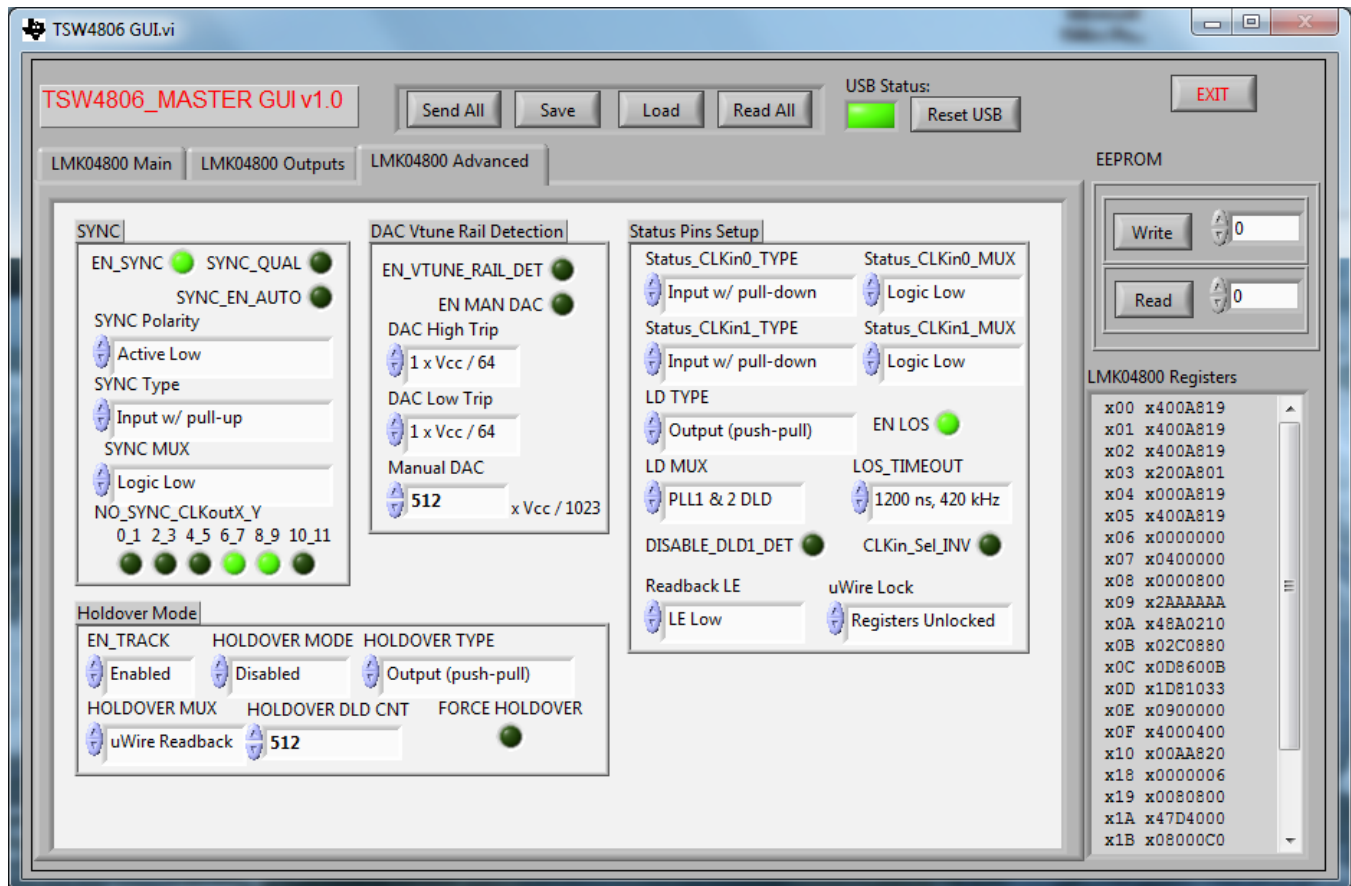 TSW4806 GUI.vi
TSW4806_MASTER GUI v1.0
Send All Save Load Read All
USB Status:
Reset USB
EXIT
LMK04800 Main LMK04800 Outputs LMK04800 Advanced
SYNC
EN_SYNC SYNC_QUAL
SYNC_EN_AUTO
SYNC Polarity
Active Low
SYNC Type
Input w/ pull-up
SYNC MUX
Logic Low
NO_SYNC_CLKoutX_Y
0_1 2_3 4_5 6_7 8_9 10_11
DAC Vtune Rail Detection
EN_VTUNE_RAIL_DET
EN MAN DAC
DAC High Trip
1 x Vcc / 64
DAC Low Trip
1 x Vcc / 64
Manual DAC
512 x Vcc / 1023
Status Pins Setup
Status_CLKin0_TYPE Status_CLKin0_MUX
Input w/ pull-down Logic Low
Status_CLKin1_TYPE Status_CLKin1_MUX
Input w/ pull-down Logic Low
LD TYPE
Output (push-pull) EN LOS
LD MUX LOS_TIMEOUT
PLL1 & 2 DLD 1200 ns, 420 kHz
DISABLE_DLD1_DET CLKin_Sel_INV
Readback LE uWire Lock
LE Low Registers Unlocked
Holdover Mode
EN_TRACK HOLDOVER MODE HOLDOVER TYPE
Enabled Disabled Output (push-pull)
HOLDOVER MUX HOLDOVER DLD CNT FORCE HOLDOVER
uWire Readback 512
EEPROM
Write 0
Read 0
LMK04800 Registers
x00 x400A819
x01 x400A819
x02 x400A819
x03 x200A801
x04 x000A819
x05 x400A819
x06 x0000000
x07 x0400000
x08 x0000800
x09 x2AAAAAA
x0A x48A0210
x0B x02C0880
x0C x0D8600B
x0D x1D81033
x0E x0900000
x0F x4000400
x10 x00AA820
x18 x0000006
x19 x0080800
x1A x47D4000
x1B x08000C0